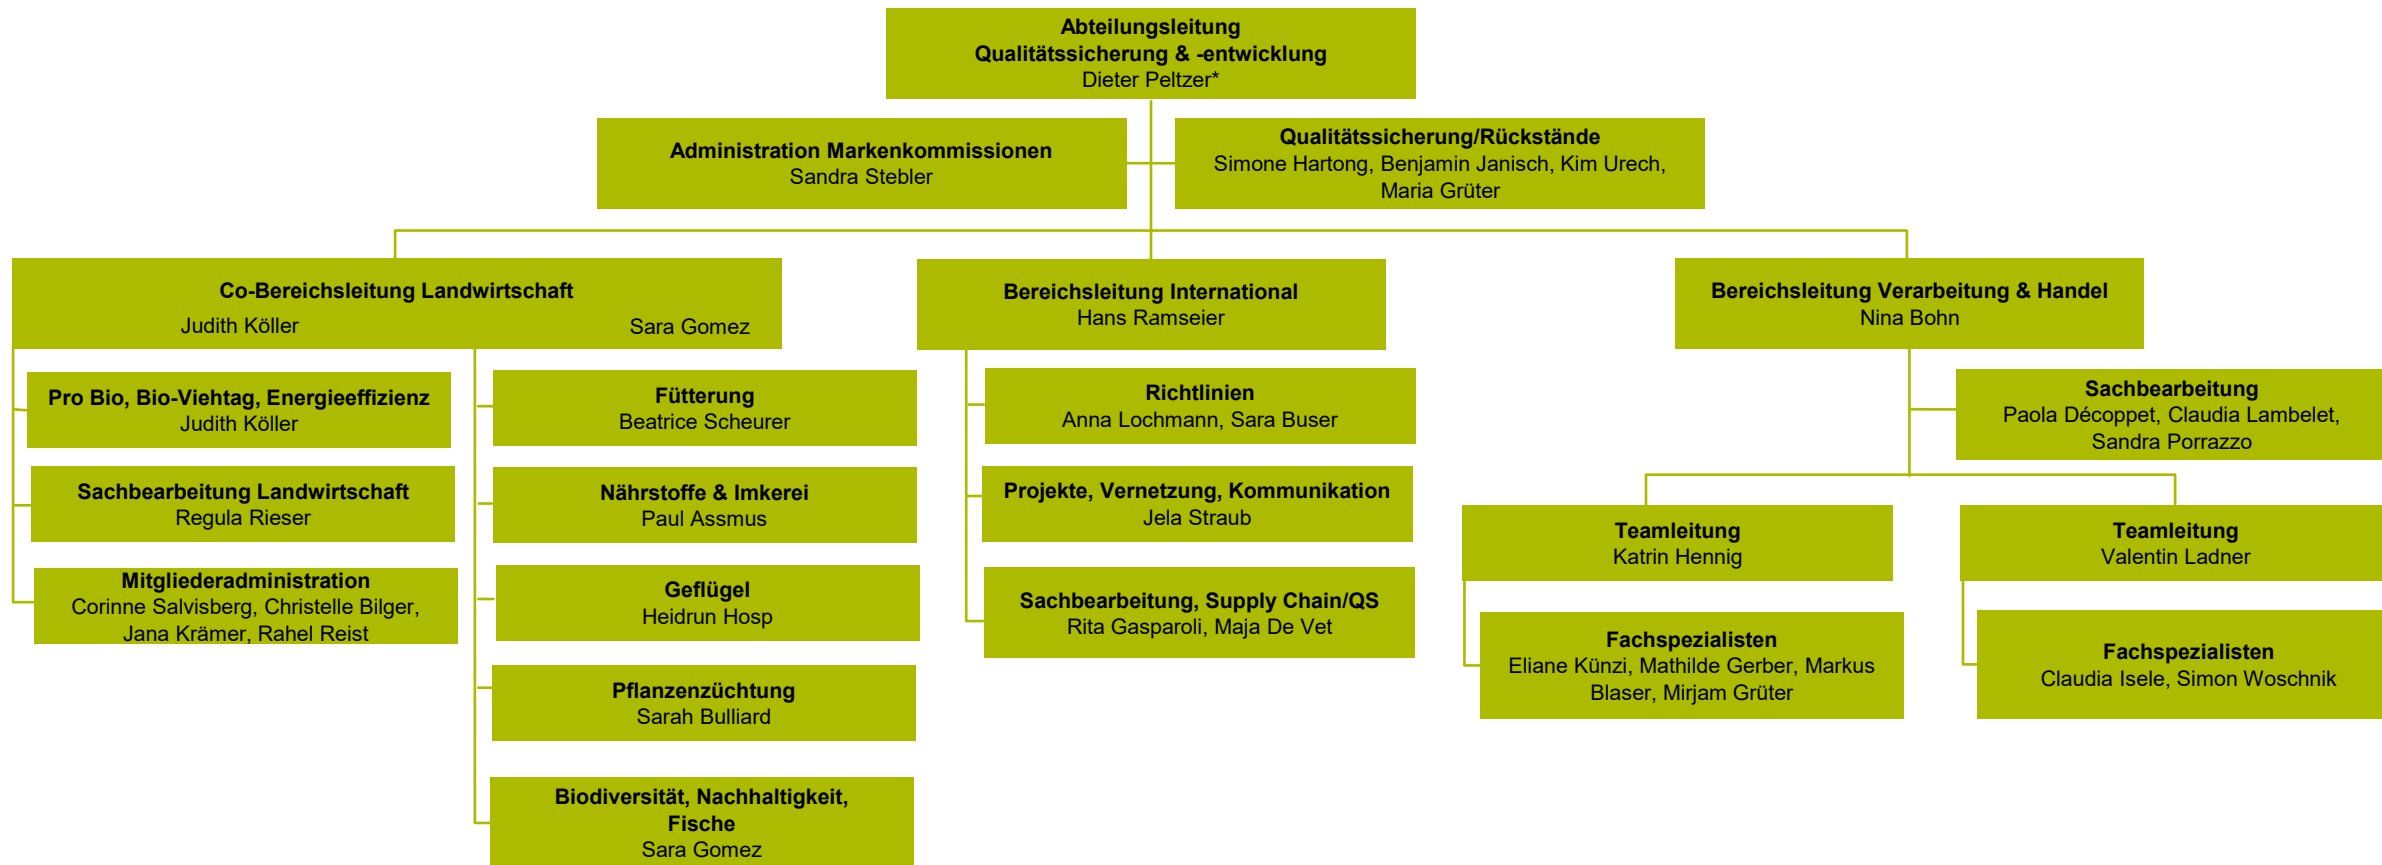 Abteilungsleitung
Qualitätssicherung & -entwicklung
Dieter Peltzer*
Administration Markenkommissionen
Sandra Stebler
Qualitätssicherung/Rückstände
Simone Hartong, Benjamin Janisch, Kim Urech,
Maria Grüter
Co-Bereichsleitung Landwirtschaft
Judith Köller
Sara Gomez
Pro Bio, Bio-Viehtag, Energieeffizienz
Judith Köller
Sachbearbeitung Landwirtschaft
Regula Rieser
Mitgliederadministration
Corinne Salvisberg, Christelle Bilger,
Jana Krämer, Rahel Reist
Fütterung
Beatrice Scheurer
Nährstoffe & Imkerei
Paul Assmus
Geflügel
Heidrun Hosp
Pflanzenzüchtung
Sarah Bulliard
Biodiversität, Nachhaltigkeit,
Fische
Sara Gomez
Bereichsleitung International
Hans Ramseier
Richtlinien
Anna Lochmann, Sara Buser
Projekte, Vernetzung, Kommunikation
Jela Straub
Sachbearbeitung, Supply Chain/QS
Rita Gasparoli, Maja De Vet
Bereichsleitung Verarbeitung & Handel
Nina Bohn
Sachbearbeitung
Paola Décoppet, Claudia Lambelet,
Sandra Porrazzo
Teamleitung
Katrin Hennig
Fachspezialisten
Eliane Künzi, Mathilde Gerber, Markus
Blaser, Mirjam Grüter
Teamleitung
Valentin Ladner
Fachspezialisten
Claudia Isele, Simon Woschnik